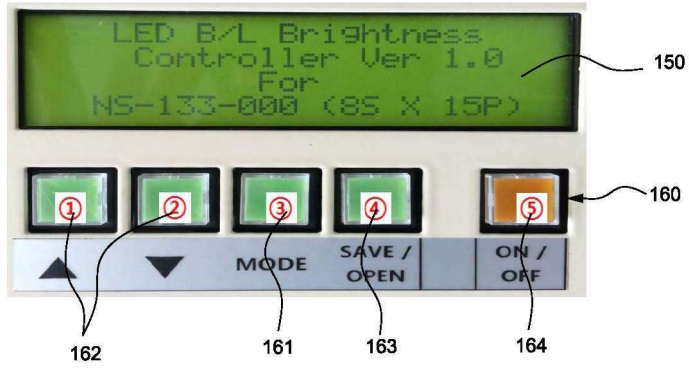 LED B/L Brightness
Controller Ver 1.0
For
NS-133-000 (8S X 15P)
150
① ② ③ ④ ⑤
160
▲ ▼ MODE SAVE / OPEN ON / OFF
162 161 163 164